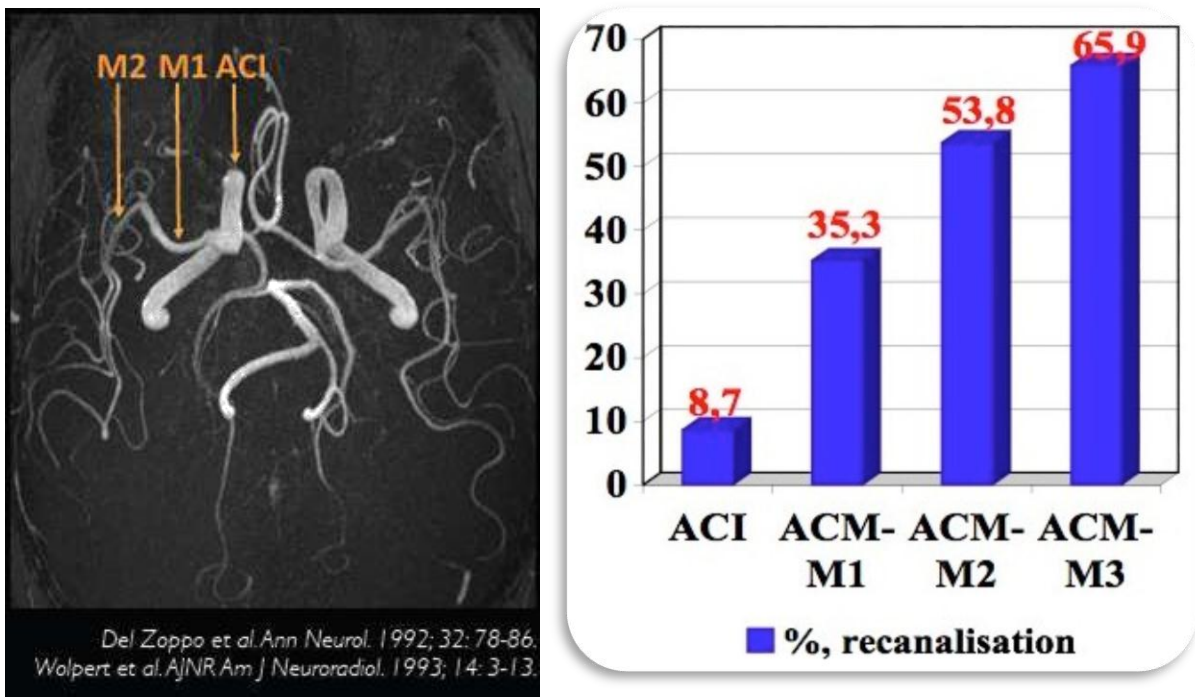 M2 M1 ACI
Del Zoppo et al. Ann Neurol. 1992; 32: 78-86.
Wolpert et al. AJNR Am J Neuroradiol. 1993; 14: 3-13.
70
60
50
40
30
20
10
0
8,7
35,3
53,8
65,9
ACI ACM- ACM- ACM-
M1 M2 M3
%, recanalisation